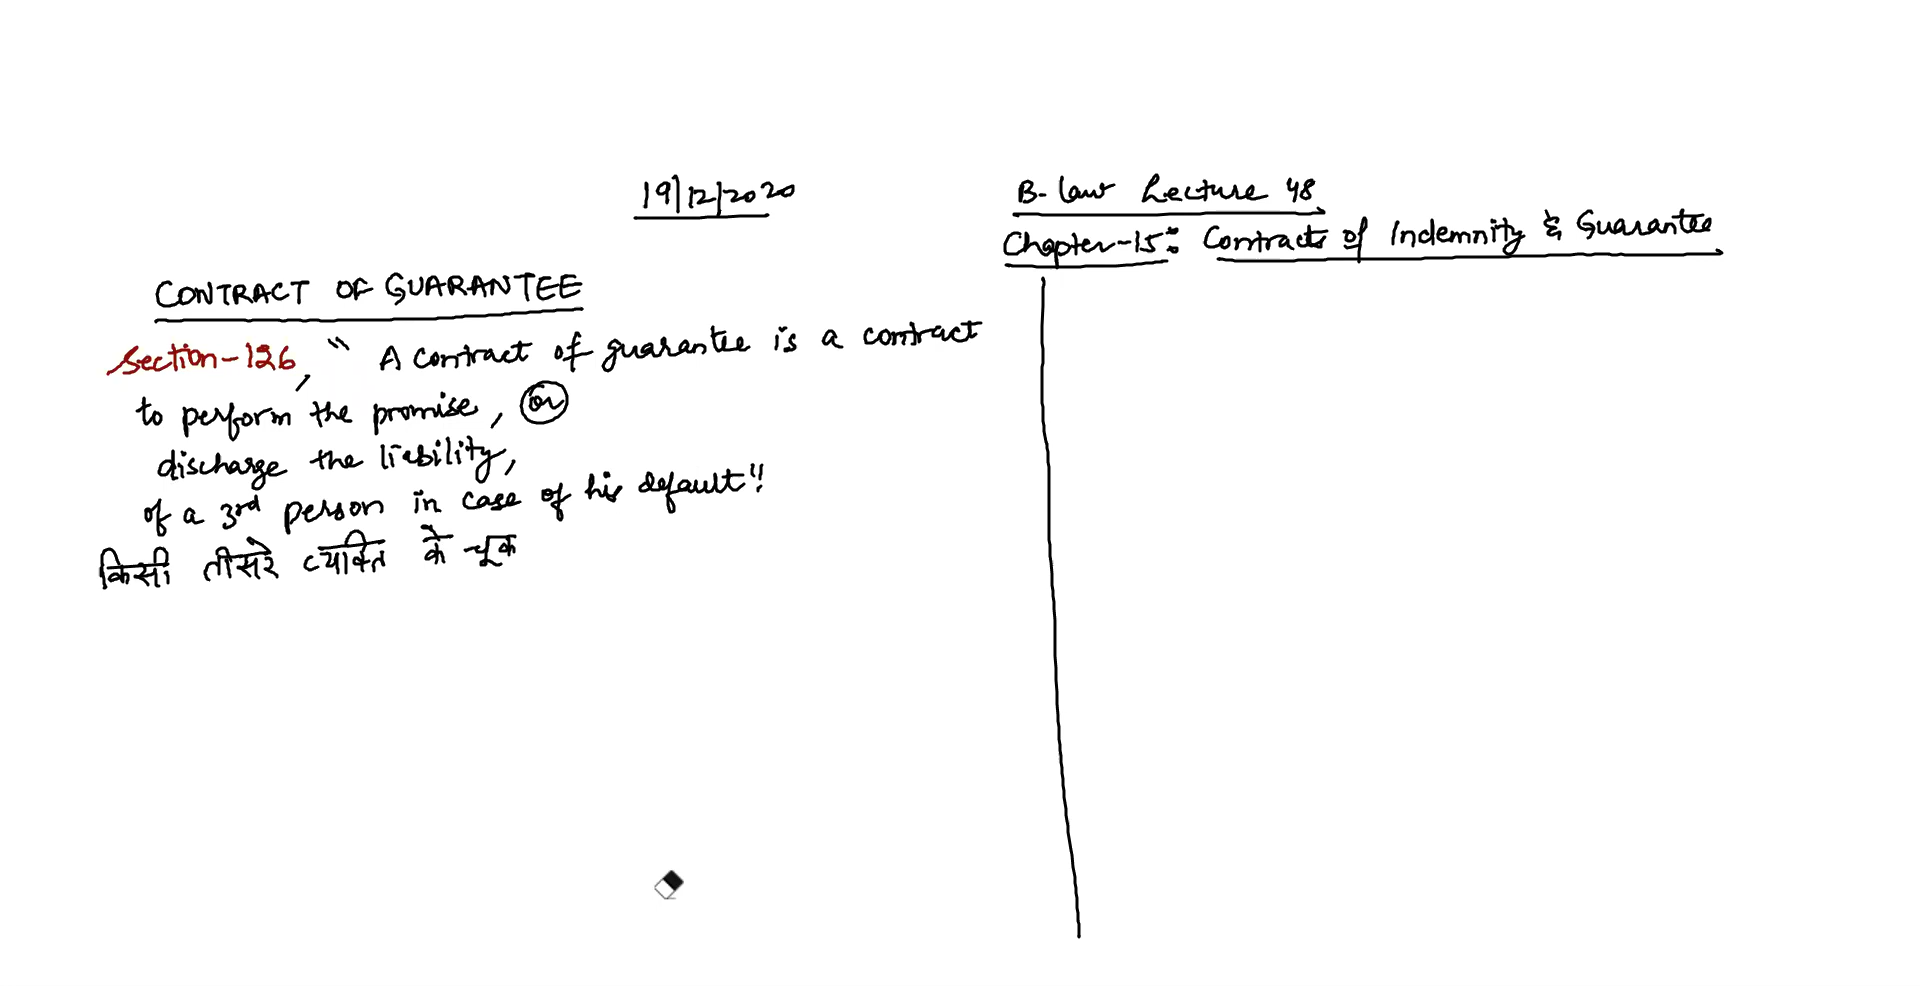 19/12/2020
B-Law Lecture 48
Chapter-15: Contracts of Indemnity & Guarantee
CONTRACT OF GUARANTEE
Section-126, " A contract of guarantee is a contract
to perform the promise, or
discharge the liability,
of a 3rd person in case of his default"
किसी तीसरे व्यक्ति के चूक